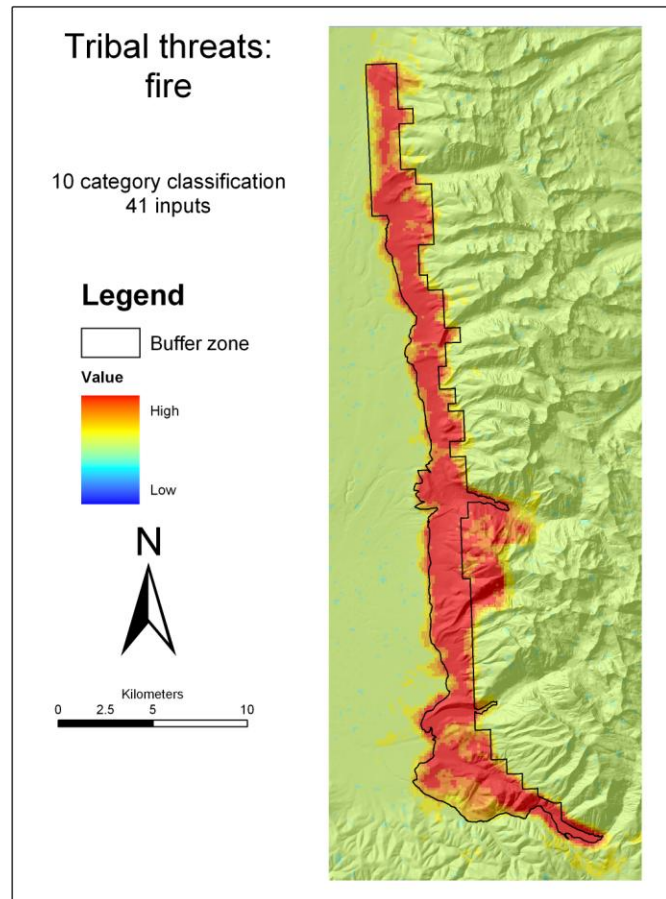 Tribal threats:
fire
10 category classification
41 inputs
Legend
Buffer zone
Value
High
Low
N
Kilometers
0 2.5 5 10